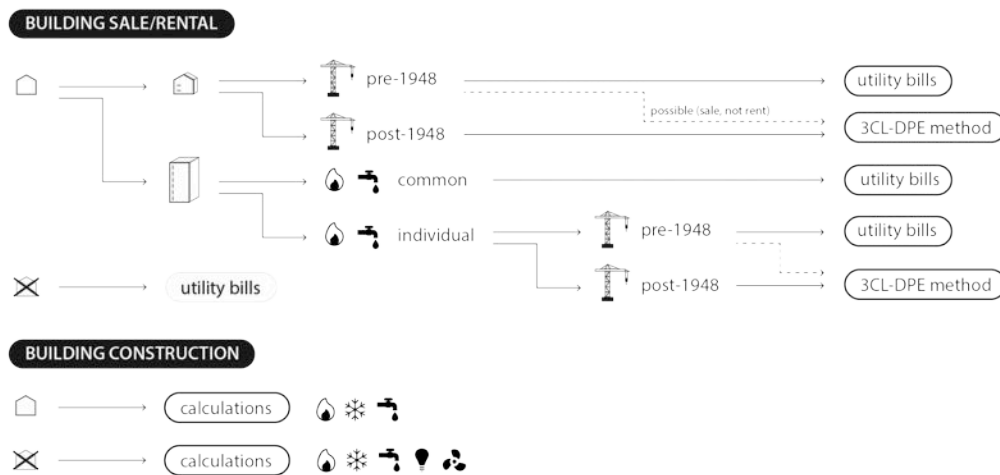 BUILDING SALE/RENTAL
pre-1948
utility bills
possible (sale, not rent)
post-1948
3CL-DPE method
common
utility bills
individual
pre-1948
utility bills
post-1948
3CL-DPE method
utility bills
BUILDING CONSTRUCTION
calculations
calculations